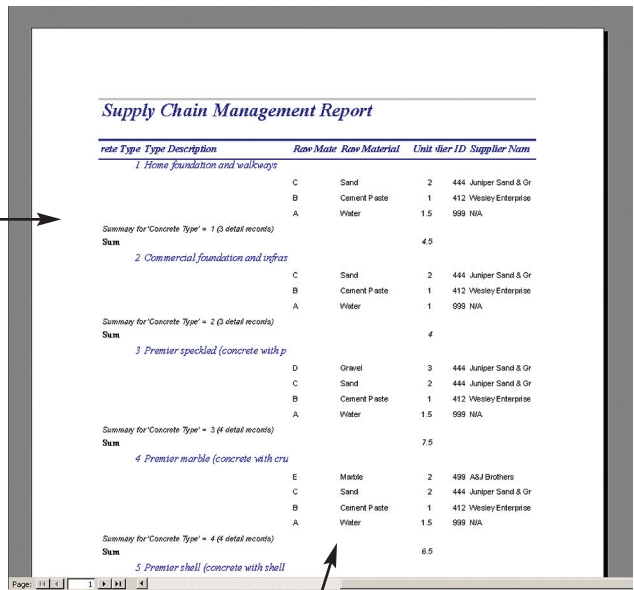 Supply Chain Management Report
rete Type Type Description Raw Mate Raw Material Unit lier ID Supplier Nam
1 Home foundation and walkways
C Sand 2 444 Juniper Sand & Gr
B Cement Paste 1 412 Wesley Enterprise
A Water 1.5 999 N/A
Summary for 'Concrete Type' = 1 (3 detail records)
Sum 4.5
2 Commercial foundation and infras
C Sand 2 444 Juniper Sand & Gr
B Cement Paste 1 412 Wesley Enterprise
A Water 1 999 N/A
Summary for 'Concrete Type' = 2 (3 detail records)
Sum 4
3 Premier speckled (concrete with p
D Gravel 3 444 Juniper Sand & Gr
C Sand 2 444 Juniper Sand & Gr
B Cement Paste 1 412 Wesley Enterprise
A Water 1.5 999 N/A
Summary for 'Concrete Type' = 3 (4 detail records)
Sum 7.5
4 Premier marble (concrete with cru
E Marble 2 499 A&J Brothers
C Sand 2 444 Juniper Sand & Gr
B Cement Paste 1 412 Wesley Enterprise
A Water 1.5 999 N/A
Summary for 'Concrete Type' = 4 (4 detail records)
Sum 6.5
5 Premier shell (concrete with shell
Page: 1